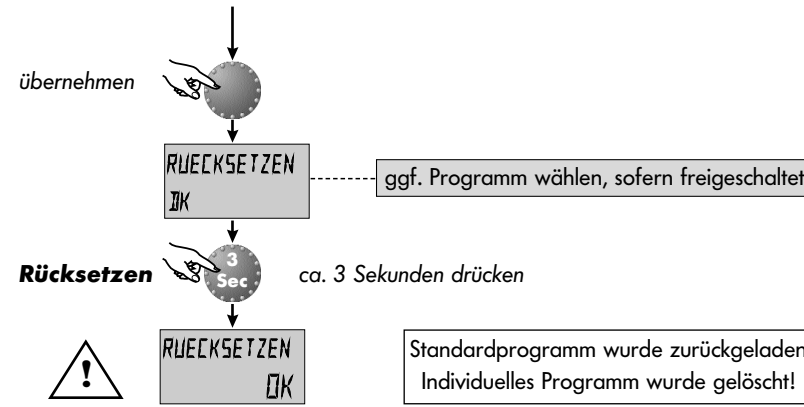 übernehmen
RUECKSETZEN
ggf. Programm wählen, sofern freigeschaltet
DK
Rücksetzen
3
Sec
ca. 3 Sekunden drücken
RUECKSETZEN
OK
!
Standardprogramm wurde zurückgeladen
Individuelles Programm wurde gelöscht!